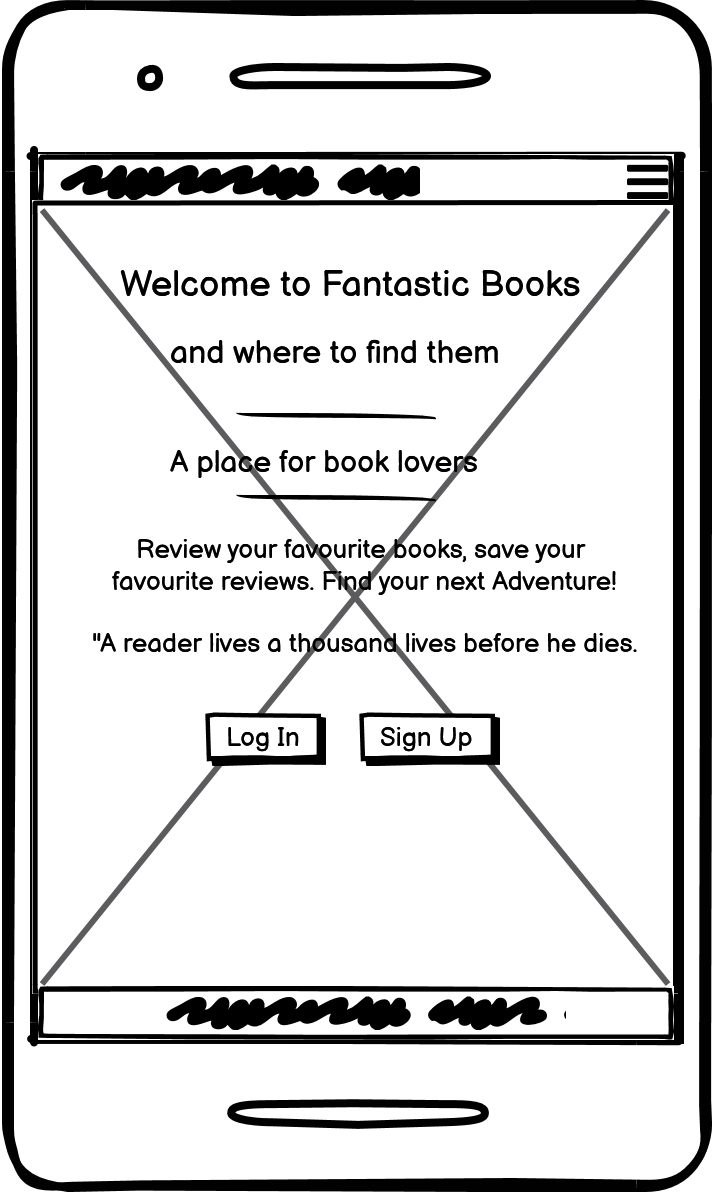 Welcome to Fantastic Books
and where to find them
A place for book lovers
Review your favourite books, save your
favourite reviews. Find your next Adventure!
"A reader lives a thousand lives before he dies.
Log In Sign Up